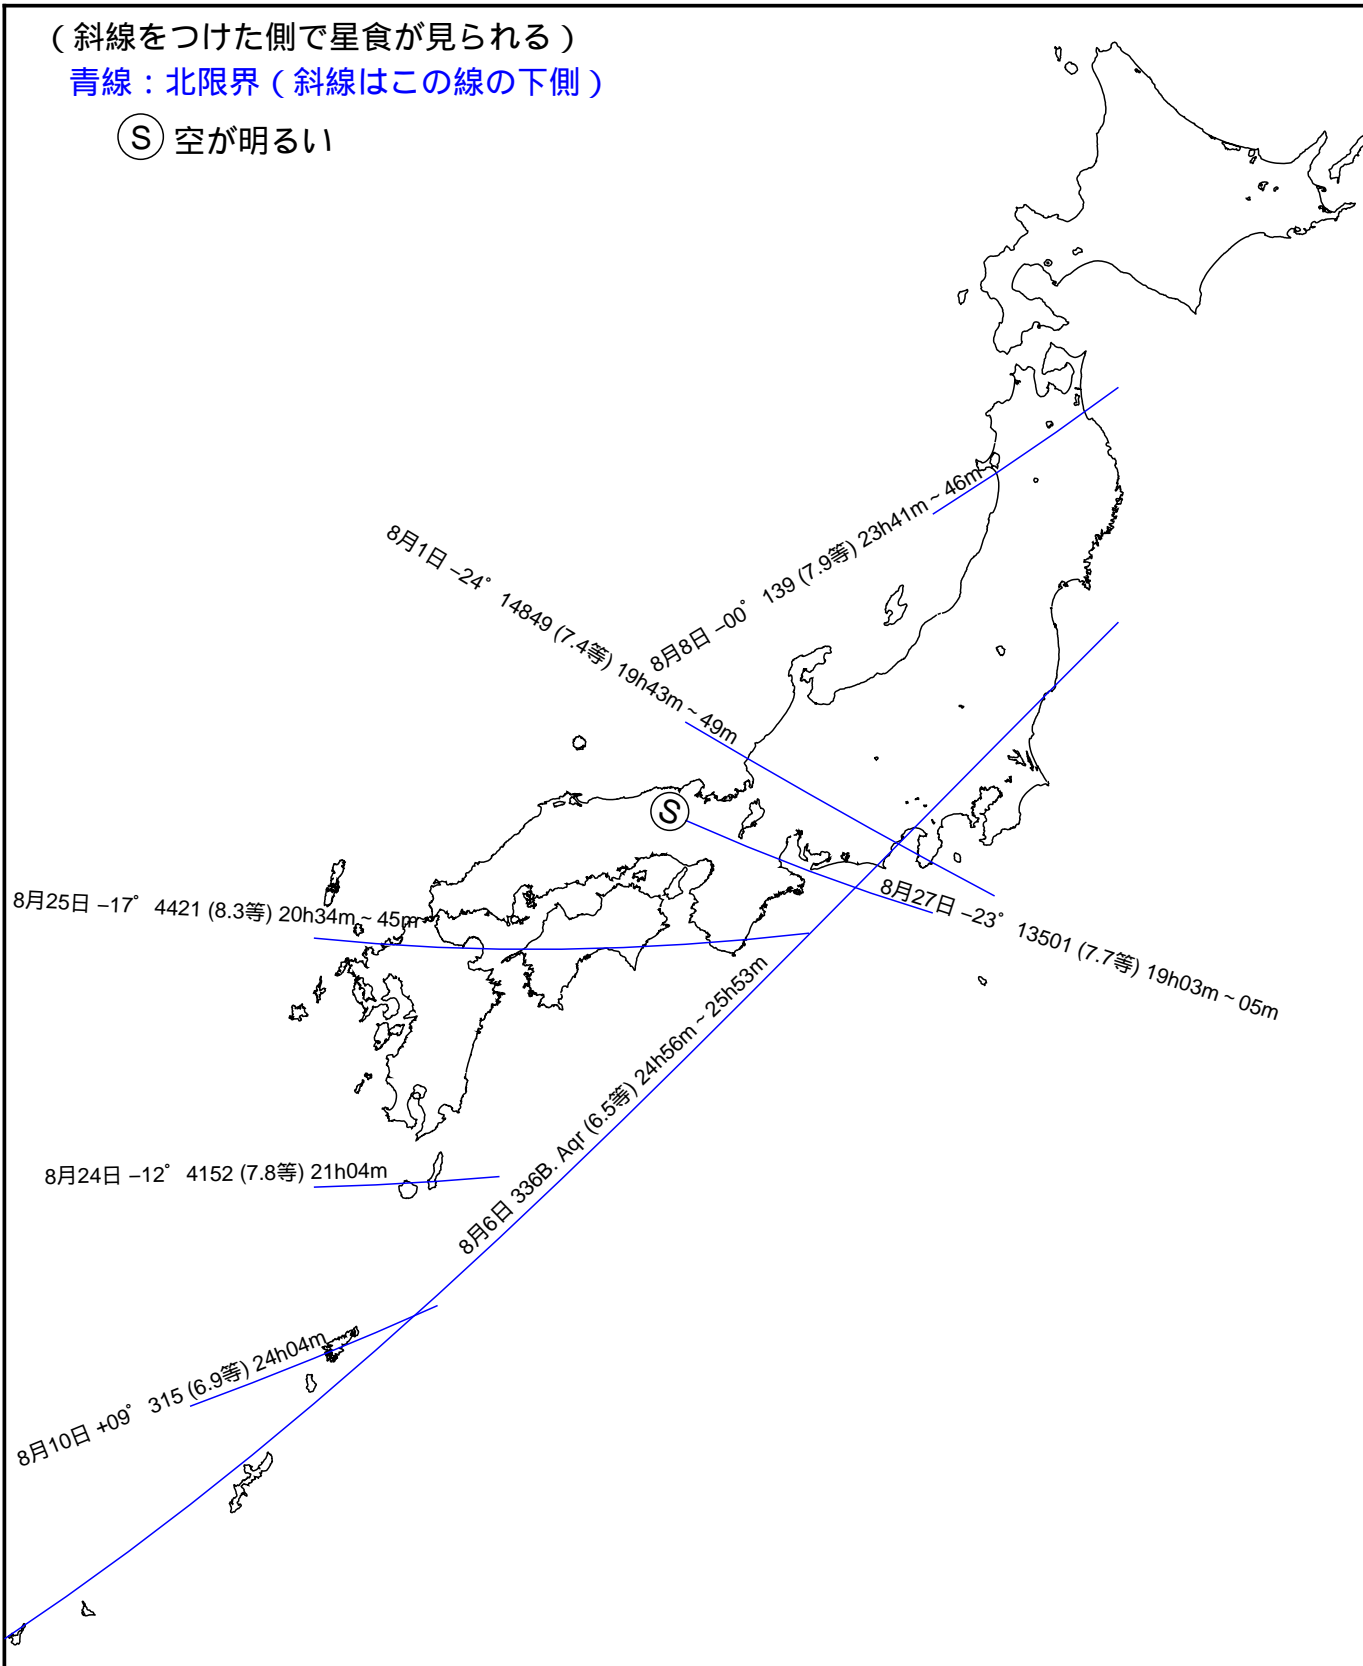 （斜線をつけた側で星食が見られる）
青線：北限界（斜線はこの線の下側）
Ⓢ 空が明るい
8月1日 –24° 14849 (7.4等) 19h43m ~ 49m
8月8日 –00° 139 (7.9等) 23h41m ~ 46m
S
8月27日 –23° 13501 (7.7等) 19h03m ~ 05m
8月25日 –17° 4421 (8.3等) 20h34m ~ 45m
8月6日 336B. Aqr (6.5等) 24h56m ~ 25h53m
8月24日 –12° 4152 (7.8等) 21h04m
8月10日 +09° 315 (6.9等) 24h04m